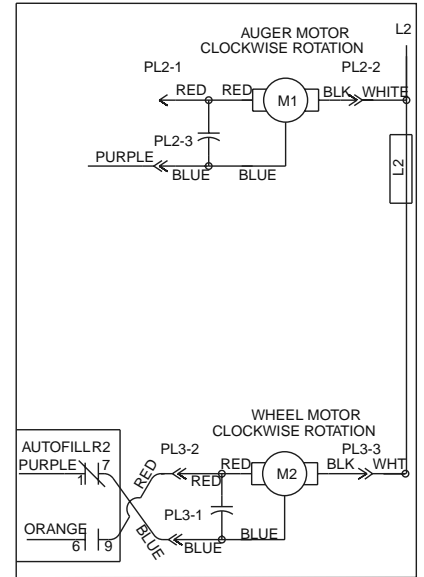 AUGER MOTOR L2
CLOCKWISE ROTATION
PL2-1 PL2-2
RED RED M1 BLK WHITE
PL2-3
PURPLE
BLUE BLUE
L2
WHEEL MOTOR
CLOCKWISE ROTATION
AUTOFILL R2 PL3-2 PL3-3
PURPLE 1 7 RED RED M2 BLK WHT
RED
PL3-1
ORANGE 6 9 BLUE BLUE BLUE